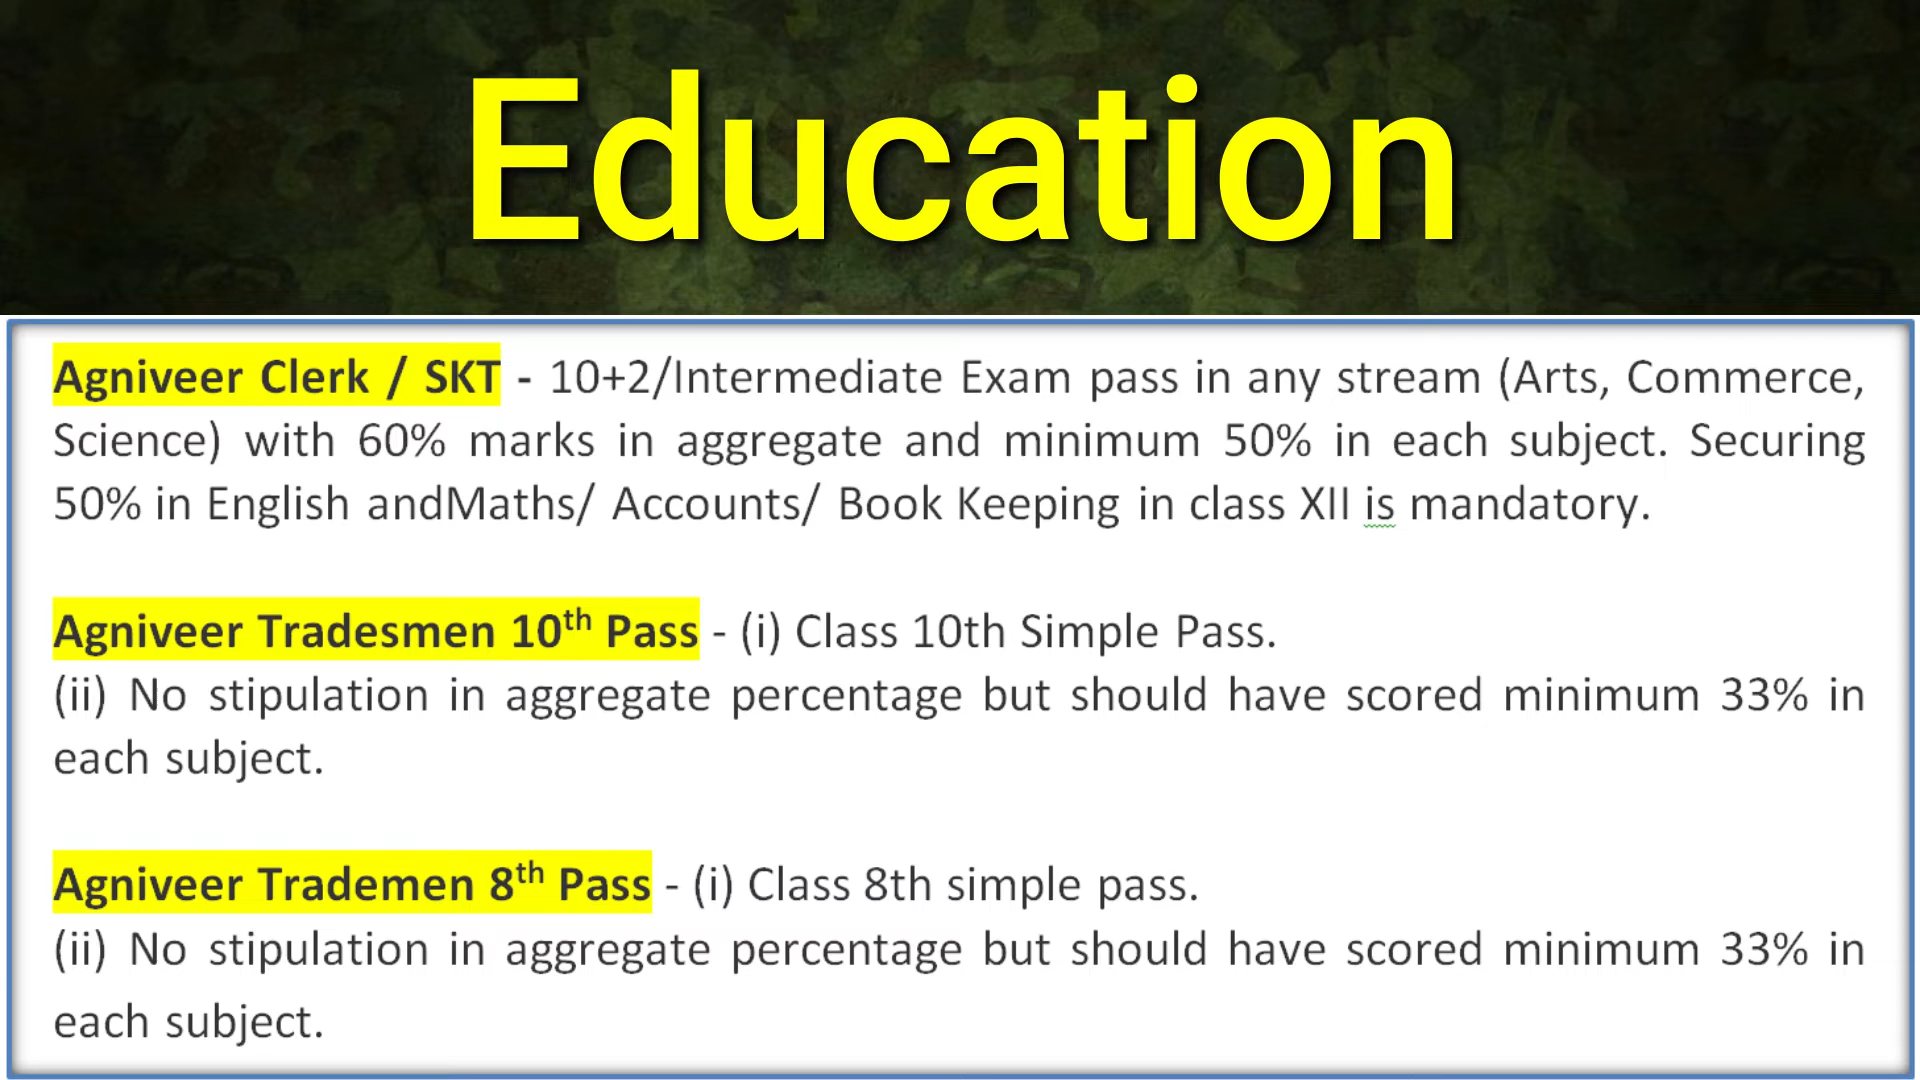 Education
Agniveer Clerk / SKT - 10+2/Intermediate Exam pass in any stream (Arts, Commerce,
Science) with 60% marks in aggregate and minimum 50% in each subject. Securing
50% in English andMaths/ Accounts/ Book Keeping in class XII is mandatory.
Agniveer Tradesmen 10th Pass - (i) Class 10th Simple Pass.
(ii) No stipulation in aggregate percentage but should have scored minimum 33% in
each subject.
Agniveer Trademen 8th Pass - (i) Class 8th simple pass.
(ii) No stipulation in aggregate percentage but should have scored minimum 33% in
each subject.